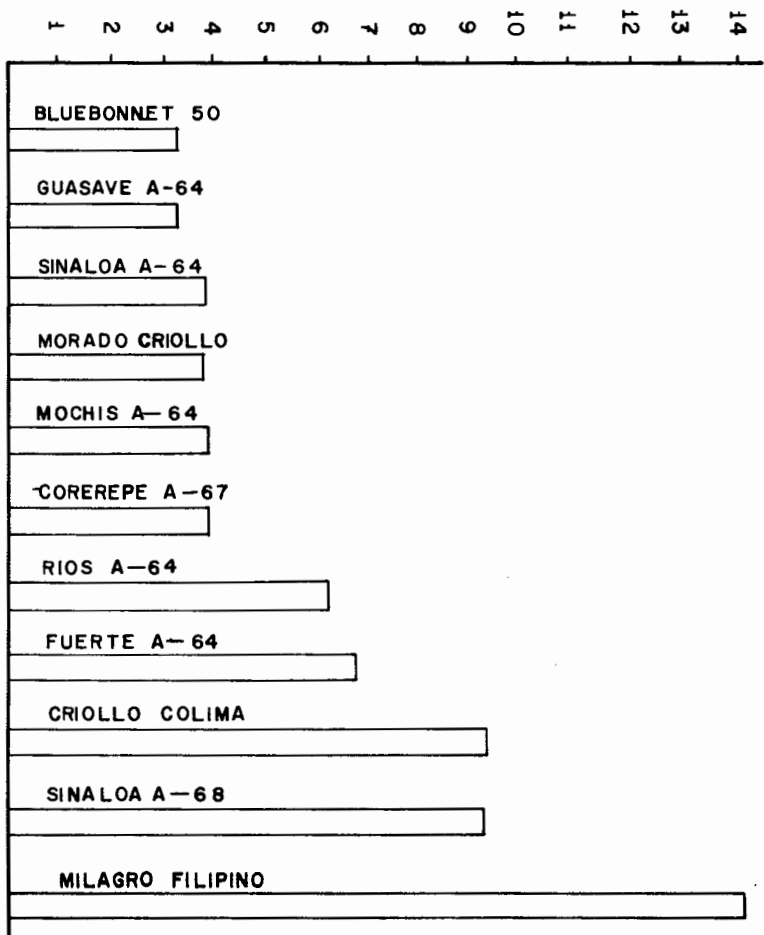 1 2 3 4 5 6 7 8 9 10 11 12 13 14
BLUEBONNET 50
GUASAVE A-64
SINALOA A-64
MORADO CRIOLLO
MOCHIS A-64
COREREPE A-67
RIOS A-64
FUERTE A-64
CRIOLLO COLIMA
SINALOA A-68
MILAGRO FILIPINO